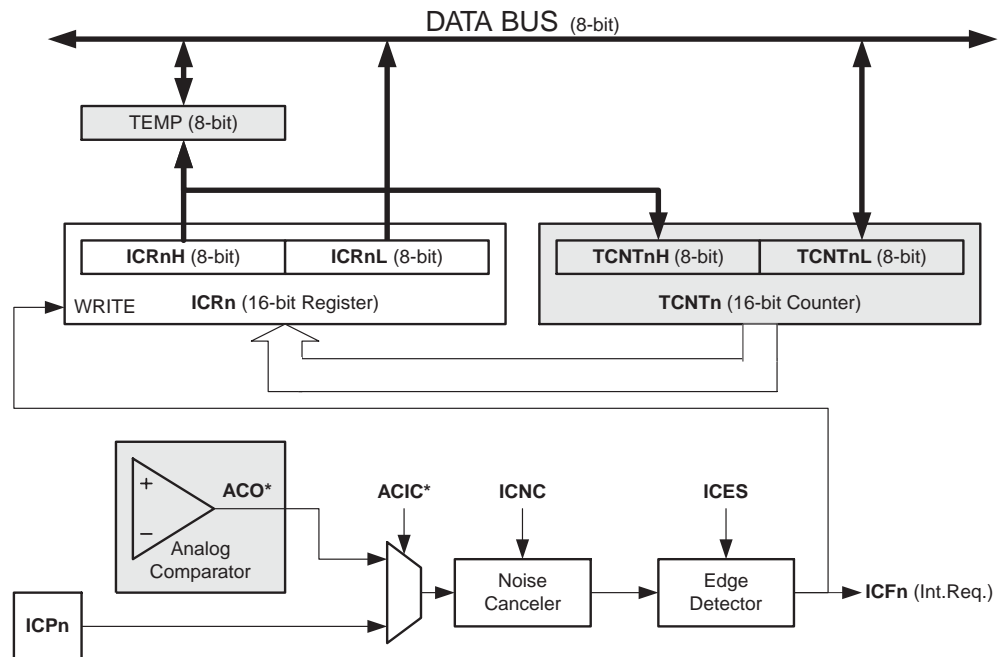 DATA BUS (8-bit)
TEMP (8-bit)
ICRnH (8-bit) ICRnL (8-bit) TCNTnH (8-bit) TCNTnL (8-bit)
WRITE ICRn (16-bit Register) TCNTn (16-bit Counter)
+
ACO* ACIC* ICNC ICES
−
Analog
Comparator
Noise
Canceler
Edge
Detector
ICFn (Int.Req.)
ICPn